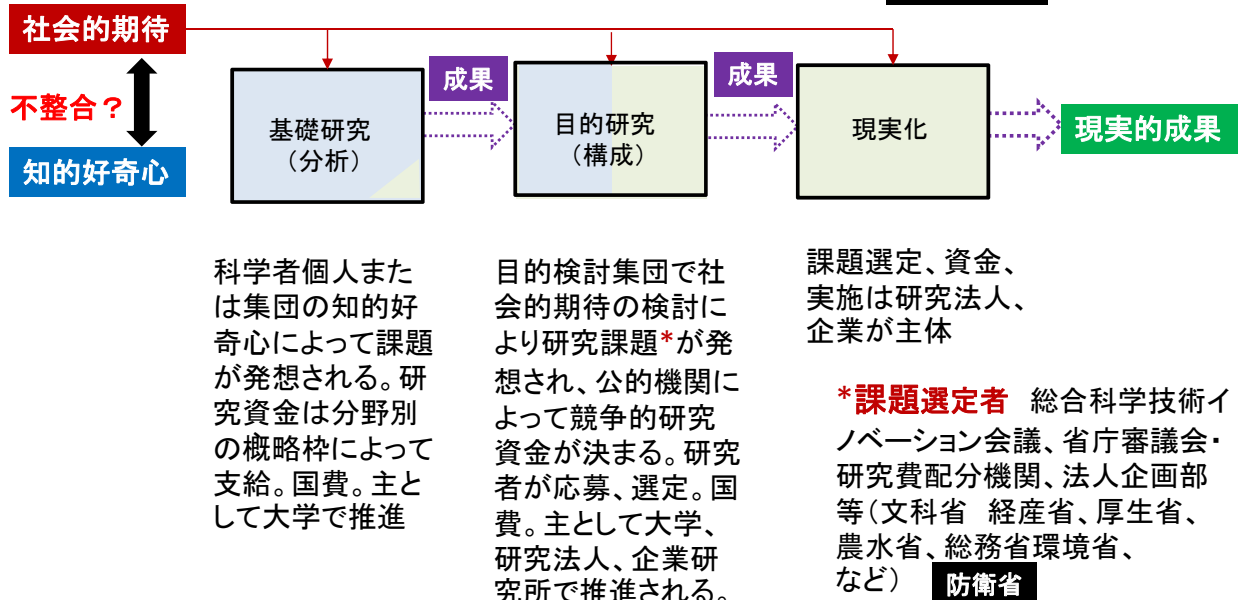 社会的期待
不整合？
知的好奇心
基礎研究
（分析）
成果
目的研究
（構成）
成果
現実化
現実的成果
科学者個人また
は集団の知的好
奇心によって課題
が発想される。研
究資金は分野別
の概略枠によって
支給。国費。主と
して大学で推進
目的検討集団で社
会的期待の検討に
より研究課題*が発
想され、公的機関に
よって競争的研究
資金が決まる。研究
者が応募、選定。国
費。主として大学、
研究法人、企業研
究所で推進される。
課題選定、資金、
実施は研究法人、
企業が主体
*課題選定者　総合科学技術イ
ノベーション会議、省庁審議会・
研究費配分機関、法人企画部
等（文科省　経産省、厚生省、
農水省、総務省環境省、
など）　防衛省